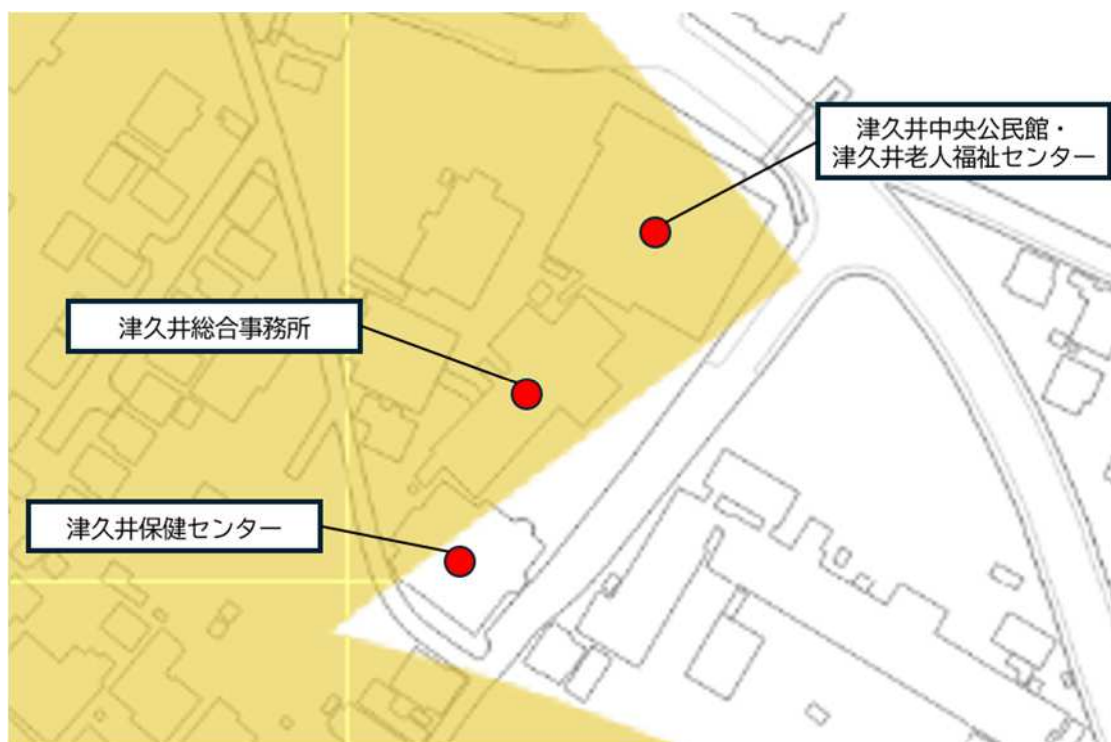 津久井中央公民館・
津久井老人福祉センター
津久井総合事務所
津久井保健センター